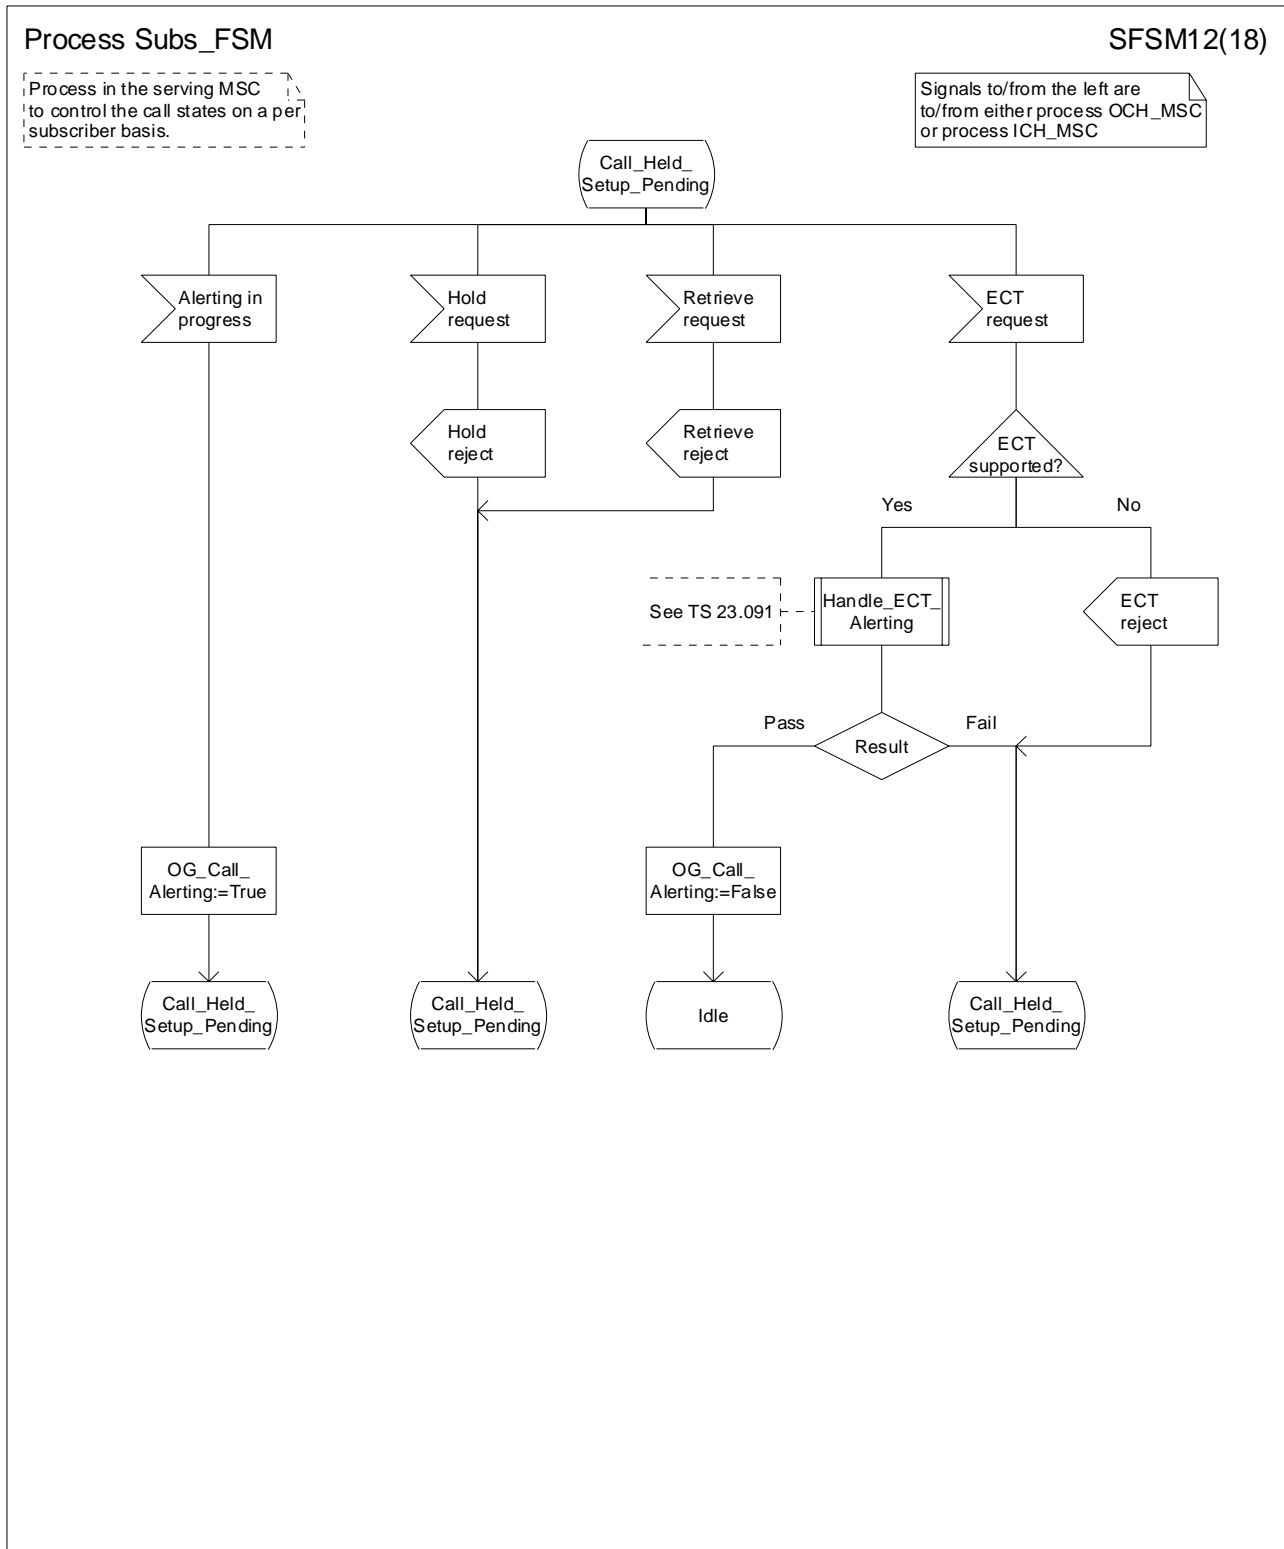 Process Subs_FSM
SFSM12(18)
Process in the serving MSC
to control the call states on a per
subscriber basis.
Signals to/from the left are
to/from either process OCH_MSC
or process ICH_MSC
Call_Held_
Setup_Pending
Alerting in
progress
Hold
request
Retrieve
request
ECT
request
Hold
reject
Retrieve
reject
ECT
supported?
Yes
No
See TS 23.091
Handle_ECT_
Alerting
ECT
reject
Pass
Fail
Result
OG_Call_
Alerting:=True
OG_Call_
Alerting:=False
Call_Held_
Setup_Pending
Call_Held_
Setup_Pending
Idle
Call_Held_
Setup_Pending